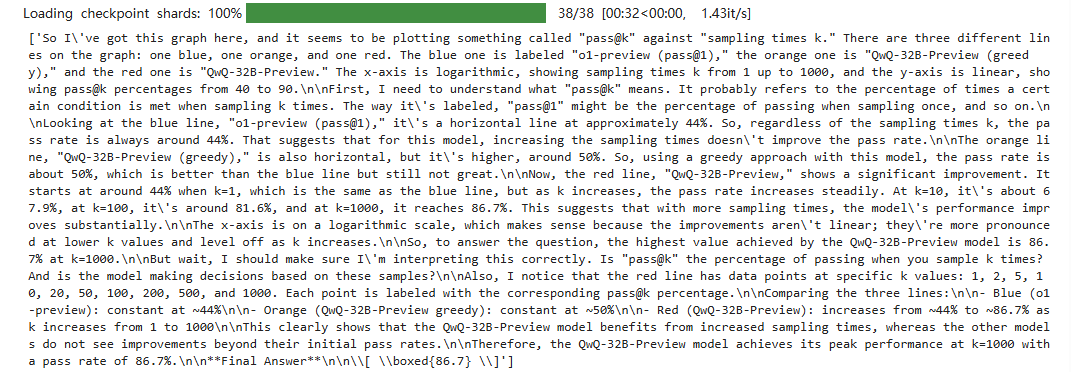 Loading checkpoint shards: 100% 38/38 [00:32<00:00, 1.43it/s]
['So I\'ve got this graph here, and it seems to be plotting something called "pass@k" against "sampling times k." There are three different lin
es on the graph: one blue, one orange, and one red. The blue one is labeled "o1-preview (pass@1)," the orange one is "QwQ-32B-Preview (greed
y)," and the red one is "QwQ-32B-Preview." The x-axis is logarithmic, showing sampling times k from 1 up to 1000, and the y-axis is linear, sho
wing pass@k percentages from 40 to 90.\n\nFirst, I need to understand what "pass@k" means. It probably refers to the percentage of times a cert
ain condition is met when sampling k times. The way it\'s labeled, "pass@1" might be the percentage of passing when sampling once, and so on.\n
\nLooking at the blue line, "o1-preview (pass@1)," it\'s a horizontal line at approximately 44%. So, regardless of the sampling times k, the pa
ss rate is always around 44%. That suggests that for this model, increasing the sampling times doesn\'t improve the pass rate.\n\nThe orange li
ne, "QwQ-32B-Preview (greedy)," is also horizontal, but it\'s higher, around 50%. So, using a greedy approach with this model, the pass rate is
about 50%, which is better than the blue line but still not great.\n\nNow, the red line, "QwQ-32B-Preview," shows a significant improvement. It
starts at around 44% when k=1, which is the same as the blue line, but as k increases, the pass rate increases steadily. At k=10, it\'s about 6
7.9%, at k=100, it\'s around 81.6%, and at k=1000, it reaches 86.7%. This suggests that with more sampling times, the model\'s performance impr
oves substantially.\n\nThe x-axis is on a logarithmic scale, which makes sense because the improvements aren\'t linear; they\'re more pronounce
d at lower k values and level off as k increases.\n\nSo, to answer the question, the highest value achieved by the QwQ-32B-Preview model is 86.
7% at k=1000.\n\nBut wait, I should make sure I\'m interpreting this correctly. Is "pass@k" the percentage of passing when you sample k times?
And is the model making decisions based on these samples?\n\nAlso, I notice that the red line has data points at specific k values: 1, 2, 5, 1
0, 20, 50, 100, 200, 500, and 1000. Each point is labeled with the corresponding pass@k percentage.\n\nComparing the three lines:\n\n- Blue (o1
-preview): constant at ~44%\n\n- Orange (QwQ-32B-Preview greedy): constant at ~50%\n\n- Red (QwQ-32B-Preview): increases from ~44% to ~86.7% as
k increases from 1 to 1000\n\nThis clearly shows that the QwQ-32B-Preview model benefits from increased sampling times, whereas the other model
s do not see improvements beyond their initial pass rates.\n\nTherefore, the QwQ-32B-Preview model achieves its peak performance at k=1000 with
a pass rate of 86.7%.\n\n**Final Answer**\n\n\\[ \\boxed{86.7} \\]']